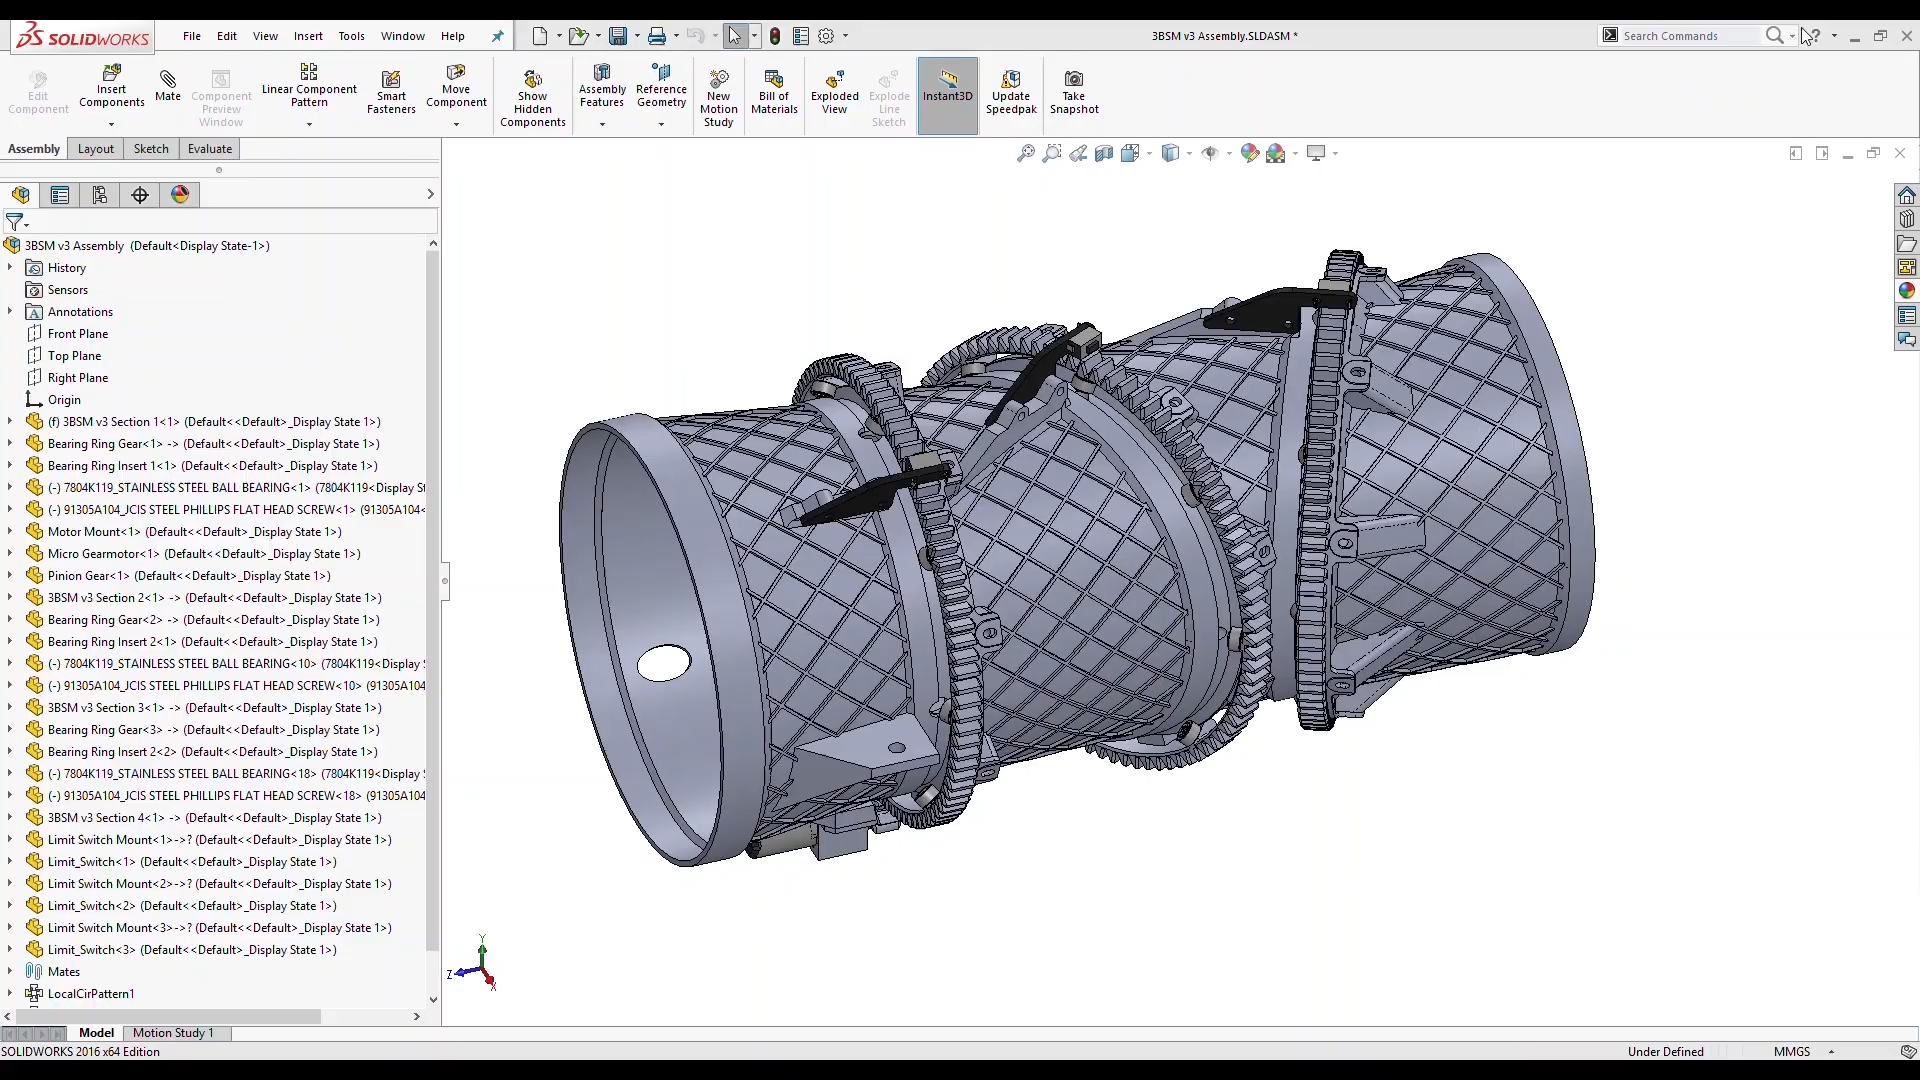 SOLIDWORKS
File Edit View Insert Tools Window Help
3BSM v3 Assembly.SLDASM *
Search Commands
?
Edit Component
Insert Components
Mate
Component Preview Window
Linear Component Pattern
Smart Fasteners
Move Component
Show Hidden Components
Assembly Features
Reference Geometry
New Motion Study
Bill of Materials
Exploded View
Explode Line Sketch
Instant3D
Update Speedpak
Take Snapshot
Assembly Layout Sketch Evaluate
3BSM v3 Assembly (Default<Display State-1>)
History
Sensors
A Annotations
Front Plane
Top Plane
Right Plane
Origin
(f) 3BSM v3 Section 1<1> (Default<<Default>_Display State 1>)
Bearing Ring Gear<1> -> (Default<<Default>_Display State 1>)
Bearing Ring Insert 1<1> (Default<<Default>_Display State 1>)
(-) 7804K119_STAINLESS STEEL BALL BEARING<1> (7804K119<Display S
(-) 91305A104_JCIS STEEL PHILLIPS FLAT HEAD SCREW<1> (91305A104<
Motor Mount<1> (Default<<Default>_Display State 1>)
Micro Gearmotor<1> (Default<<Default>_Display State 1>)
Pinion Gear<1> (Default<<Default>_Display State 1>)
3BSM v3 Section 2<1> -> (Default<<Default>_Display State 1>)
Bearing Ring Gear<2> -> (Default<<Default>_Display State 1>)
Bearing Ring Insert 2<1> (Default<<Default>_Display State 1>)
(-) 7804K119_STAINLESS STEEL BALL BEARING<10> (7804K119<Display S
(-) 91305A104_JCIS STEEL PHILLIPS FLAT HEAD SCREW<10> (91305A104
3BSM v3 Section 3<1> -> (Default<<Default>_Display State 1>)
Bearing Ring Gear<3> -> (Default<<Default>_Display State 1>)
Bearing Ring Insert 2<2> (Default<<Default>_Display State 1>)
(-) 7804K119_STAINLESS STEEL BALL BEARING<18> (7804K119<Display S
(-) 91305A104_JCIS STEEL PHILLIPS FLAT HEAD SCREW<18> (91305A104
3BSM v3 Section 4<1> -> (Default<<Default>_Display State 1>)
Limit Switch Mount<1>->? (Default<<Default>_Display State 1>)
Limit_Switch<1> (Default<<Default>_Display State 1>)
Limit Switch Mount<2>->? (Default<<Default>_Display State 1>)
Limit_Switch<2> (Default<<Default>_Display State 1>)
Limit Switch Mount<3>->? (Default<<Default>_Display State 1>)
Limit_Switch<3> (Default<<Default>_Display State 1>)
Mates
LocalCirPattern1
Y
Z
X
Model Motion Study 1
SOLIDWORKS 2016 x64 Edition
Under Defined
MMGS